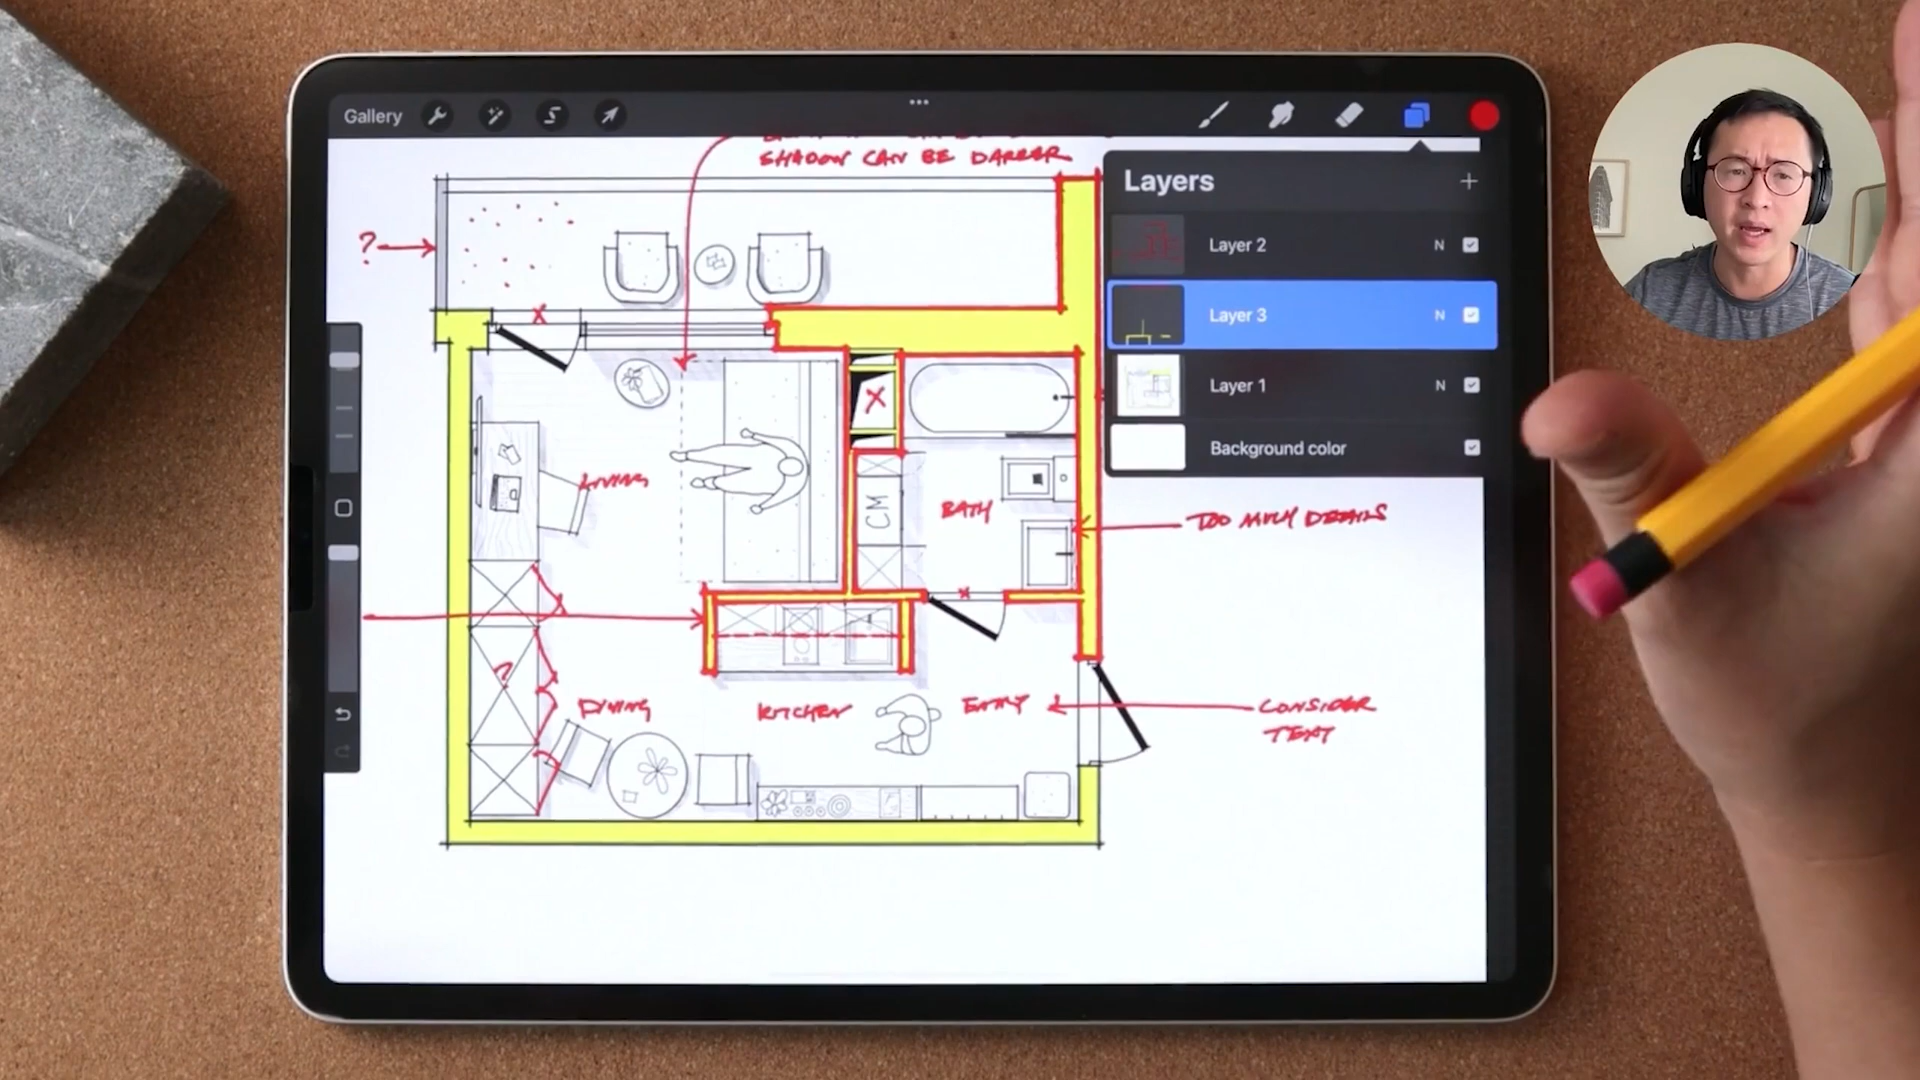 Gallery
SHADOW CAN BE DARKER
Layers
Layer 2
N
Layer 3
N
Layer 1
N
Background color
?
X
X
LIVING
CM
BATH
TOO MUCH DETAILS
X
?
DINING
KITCHEN
ENTRY
CONSIDER
TEXT